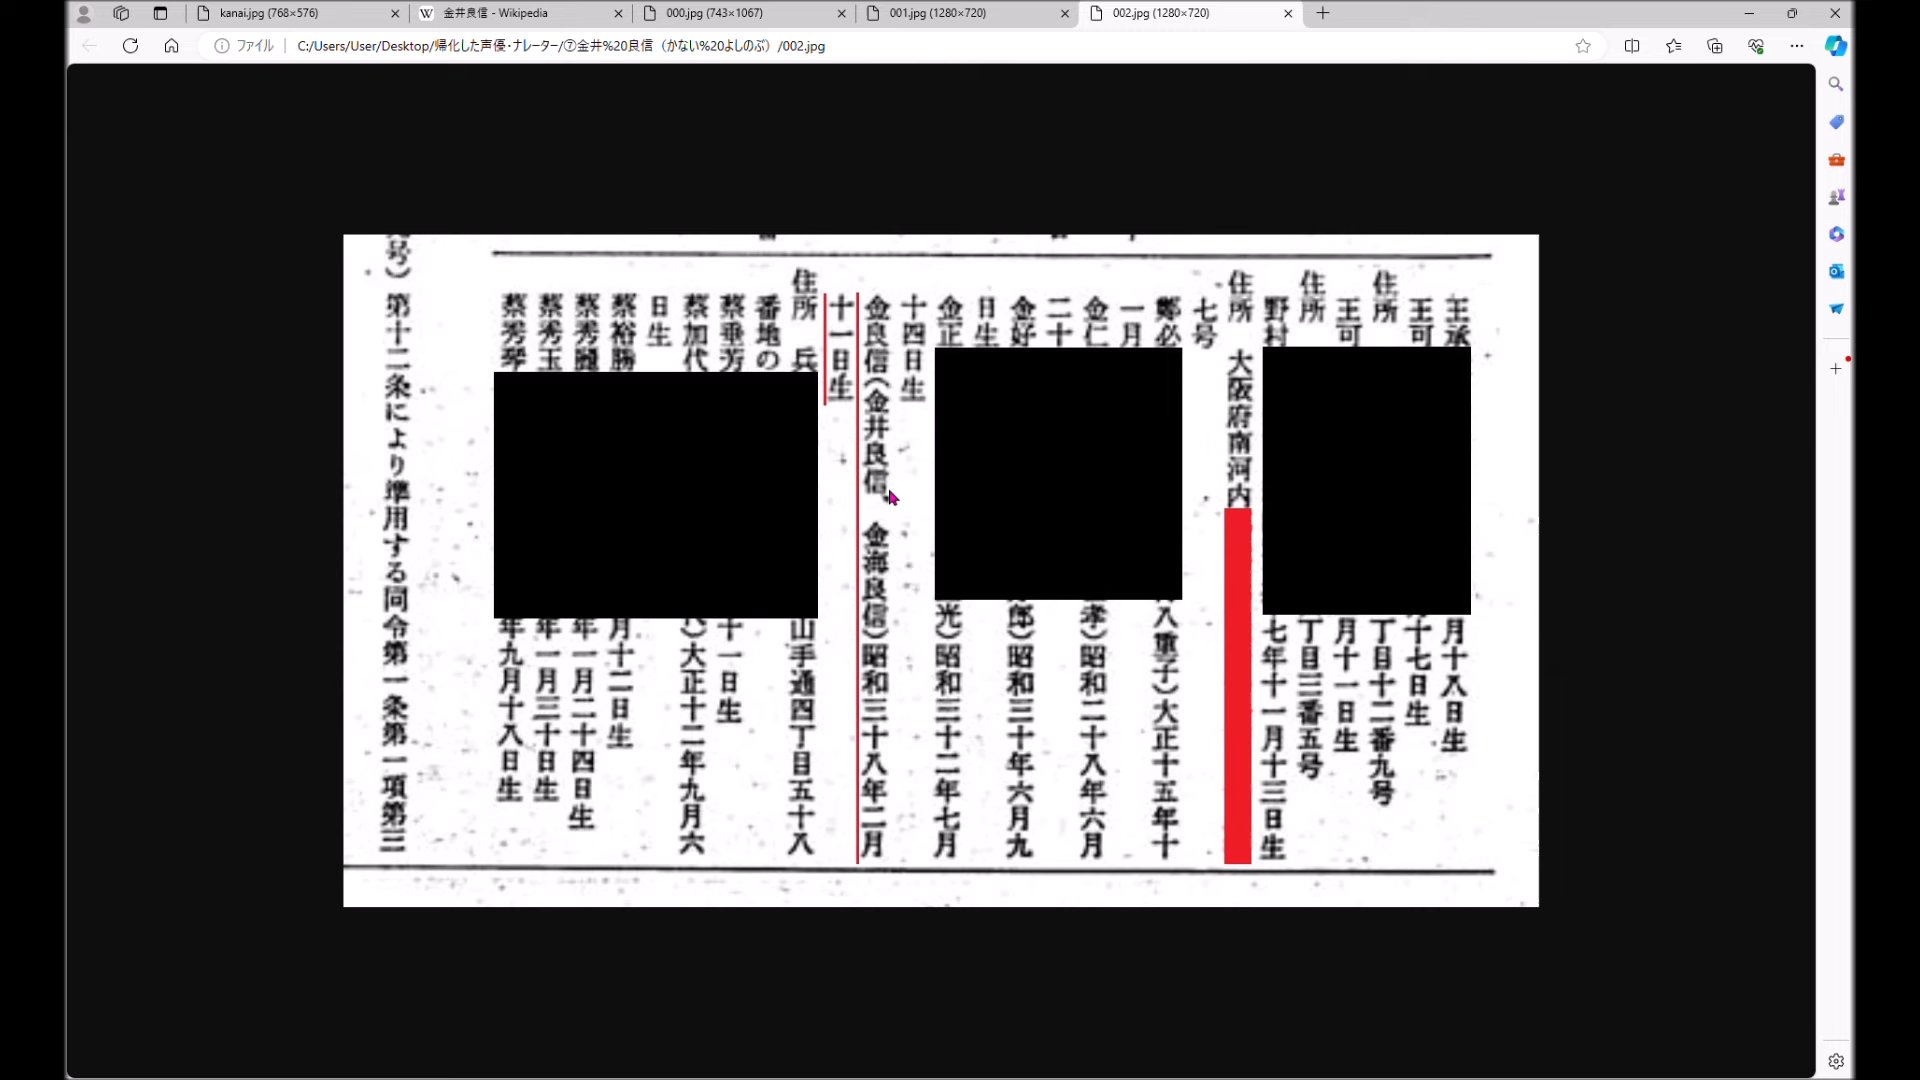 kanai.jpg (768×576)
金井良信 - Wikipedia
000.jpg (743×1067)
001.jpg (1280×720)
002.jpg (1280×720)
ファイル
C:/Users/User/Desktop/帰化した声優・ナレーター/⑦金井%20良信（かない%20よしのぶ）/002.jpg
王承
月十八日生
王可
十七日生
住所
丁目十二番九号
王可
月十一日生
住所
丁目三番五号
野村
七年十一月十三日生
住所 大阪府南河内
七号
鄭必
八重子）大正十五年十
一月
金仁
孝）昭和二十八年六月
二十
金好
郎）昭和三十年六月九
日生
金正
光）昭和三十二年七月
十四日生
金良信（金井良信、金海良信）昭和三十八年二月
十一日生
住所 兵
山手通四丁目五十八
番地の
蔡垂芳
十一日生
蔡加代
）大正十二年九月六
日生
蔡裕勝
月十二日生
蔡秀
年一月二十四日生
蔡秀玉
年一月三十日生
蔡秀琴
年九月十八日生
号）第十二条により準用する同令第一条第一項第三